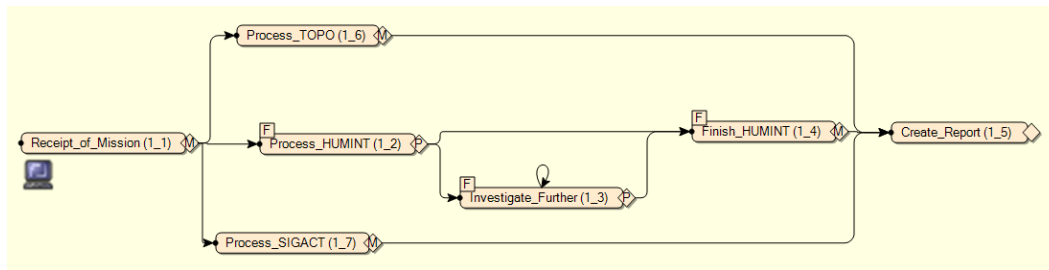 Process_TOPO (1_6) M
Receipt_of_Mission (1_1) M
F
Process_HUMINT (1_2) P
F
Investigate_Further (1_3) P
F
Finish_HUMINT (1_4) M
Create_Report (1_5)
Process_SIGACT (1_7) M